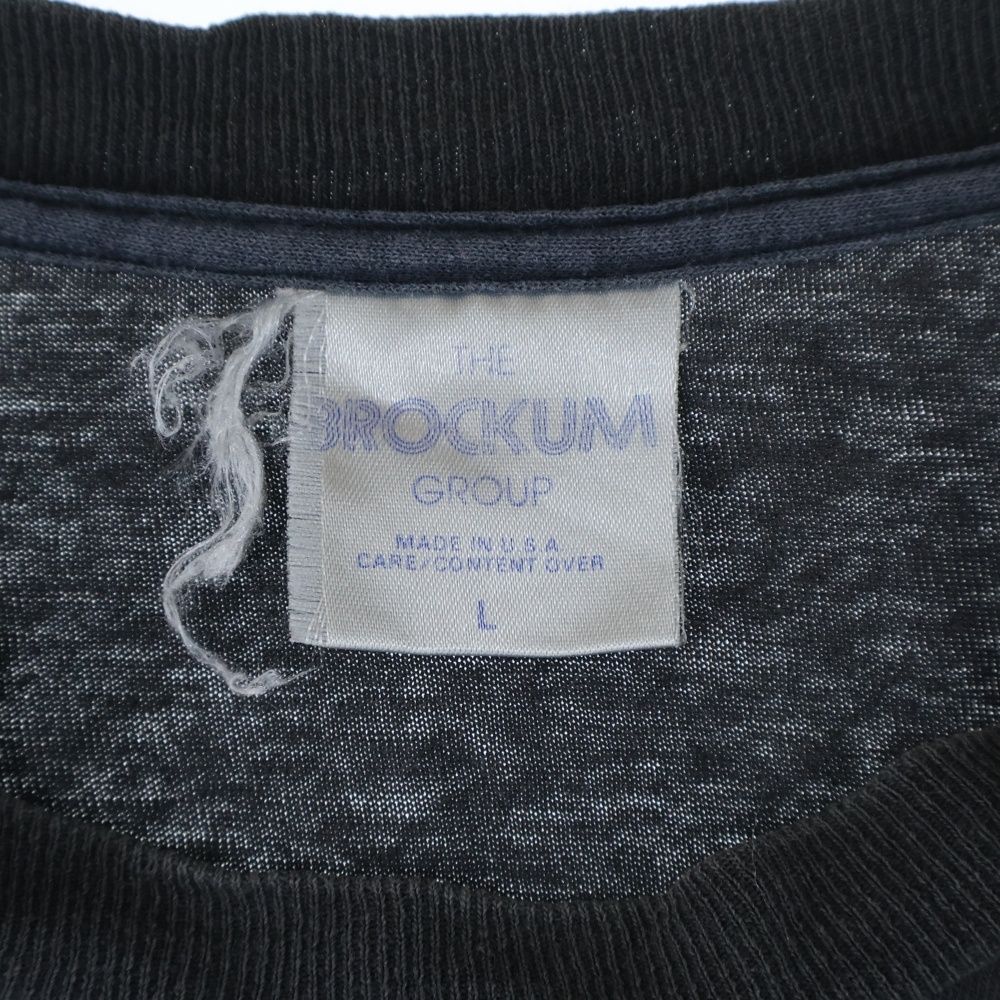 THE
BROCKUM
GROUP
MADE IN U.S.A.
CARE/CONTENT OVER
L